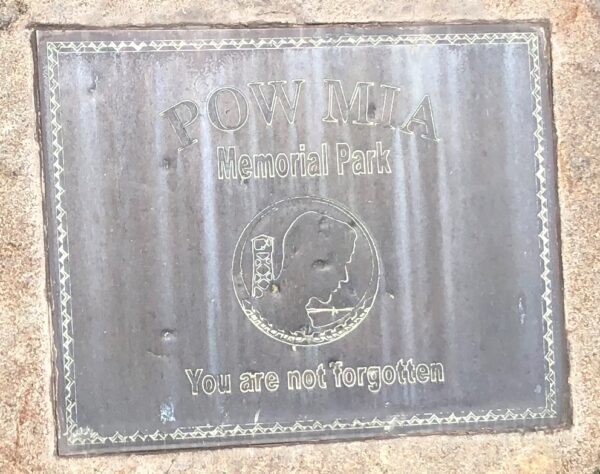 POW MIA
Memorial Park
You are not forgotten